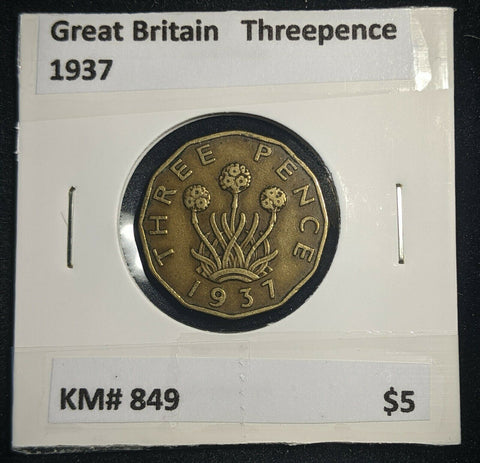 Great Britain Threepence
1937
THREE PENCE
1937
KM# 849 $5